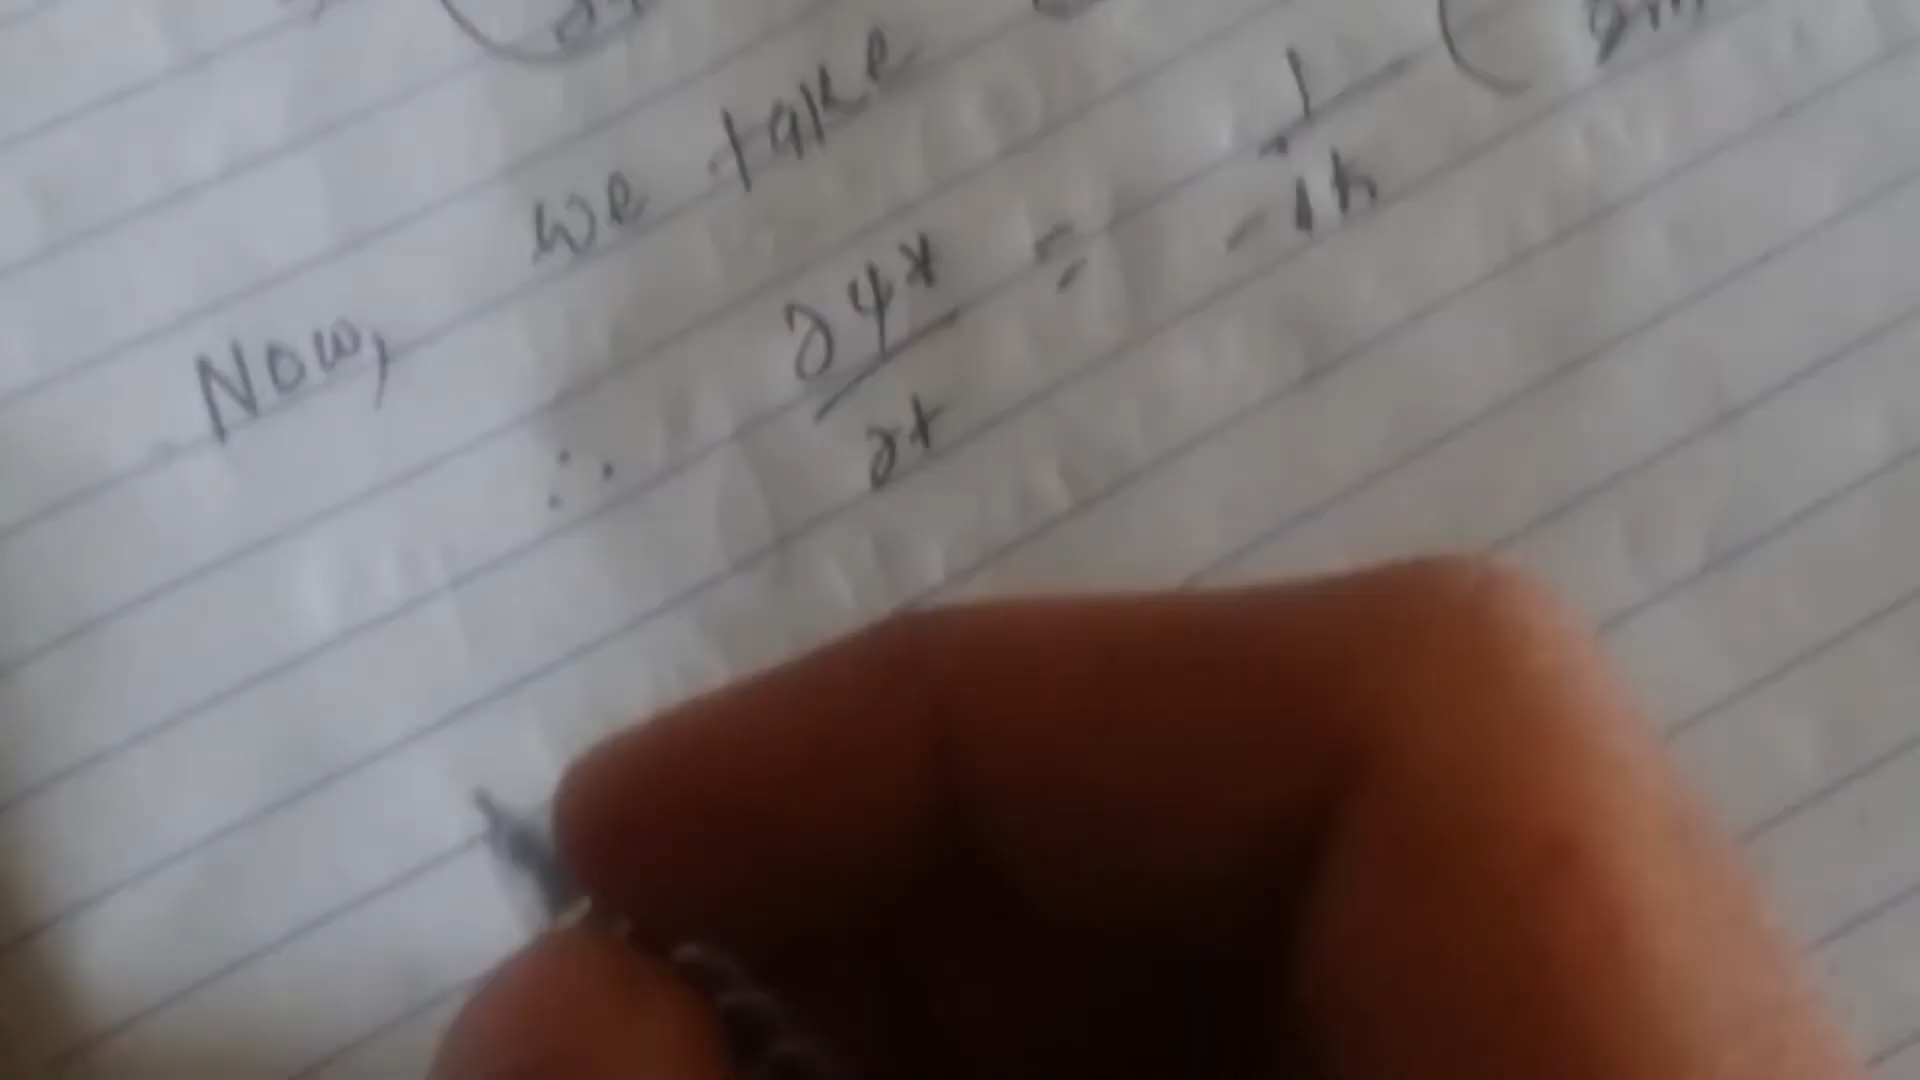 Now, we take
∴ ∂ψ*/∂t = 1/-iħ (